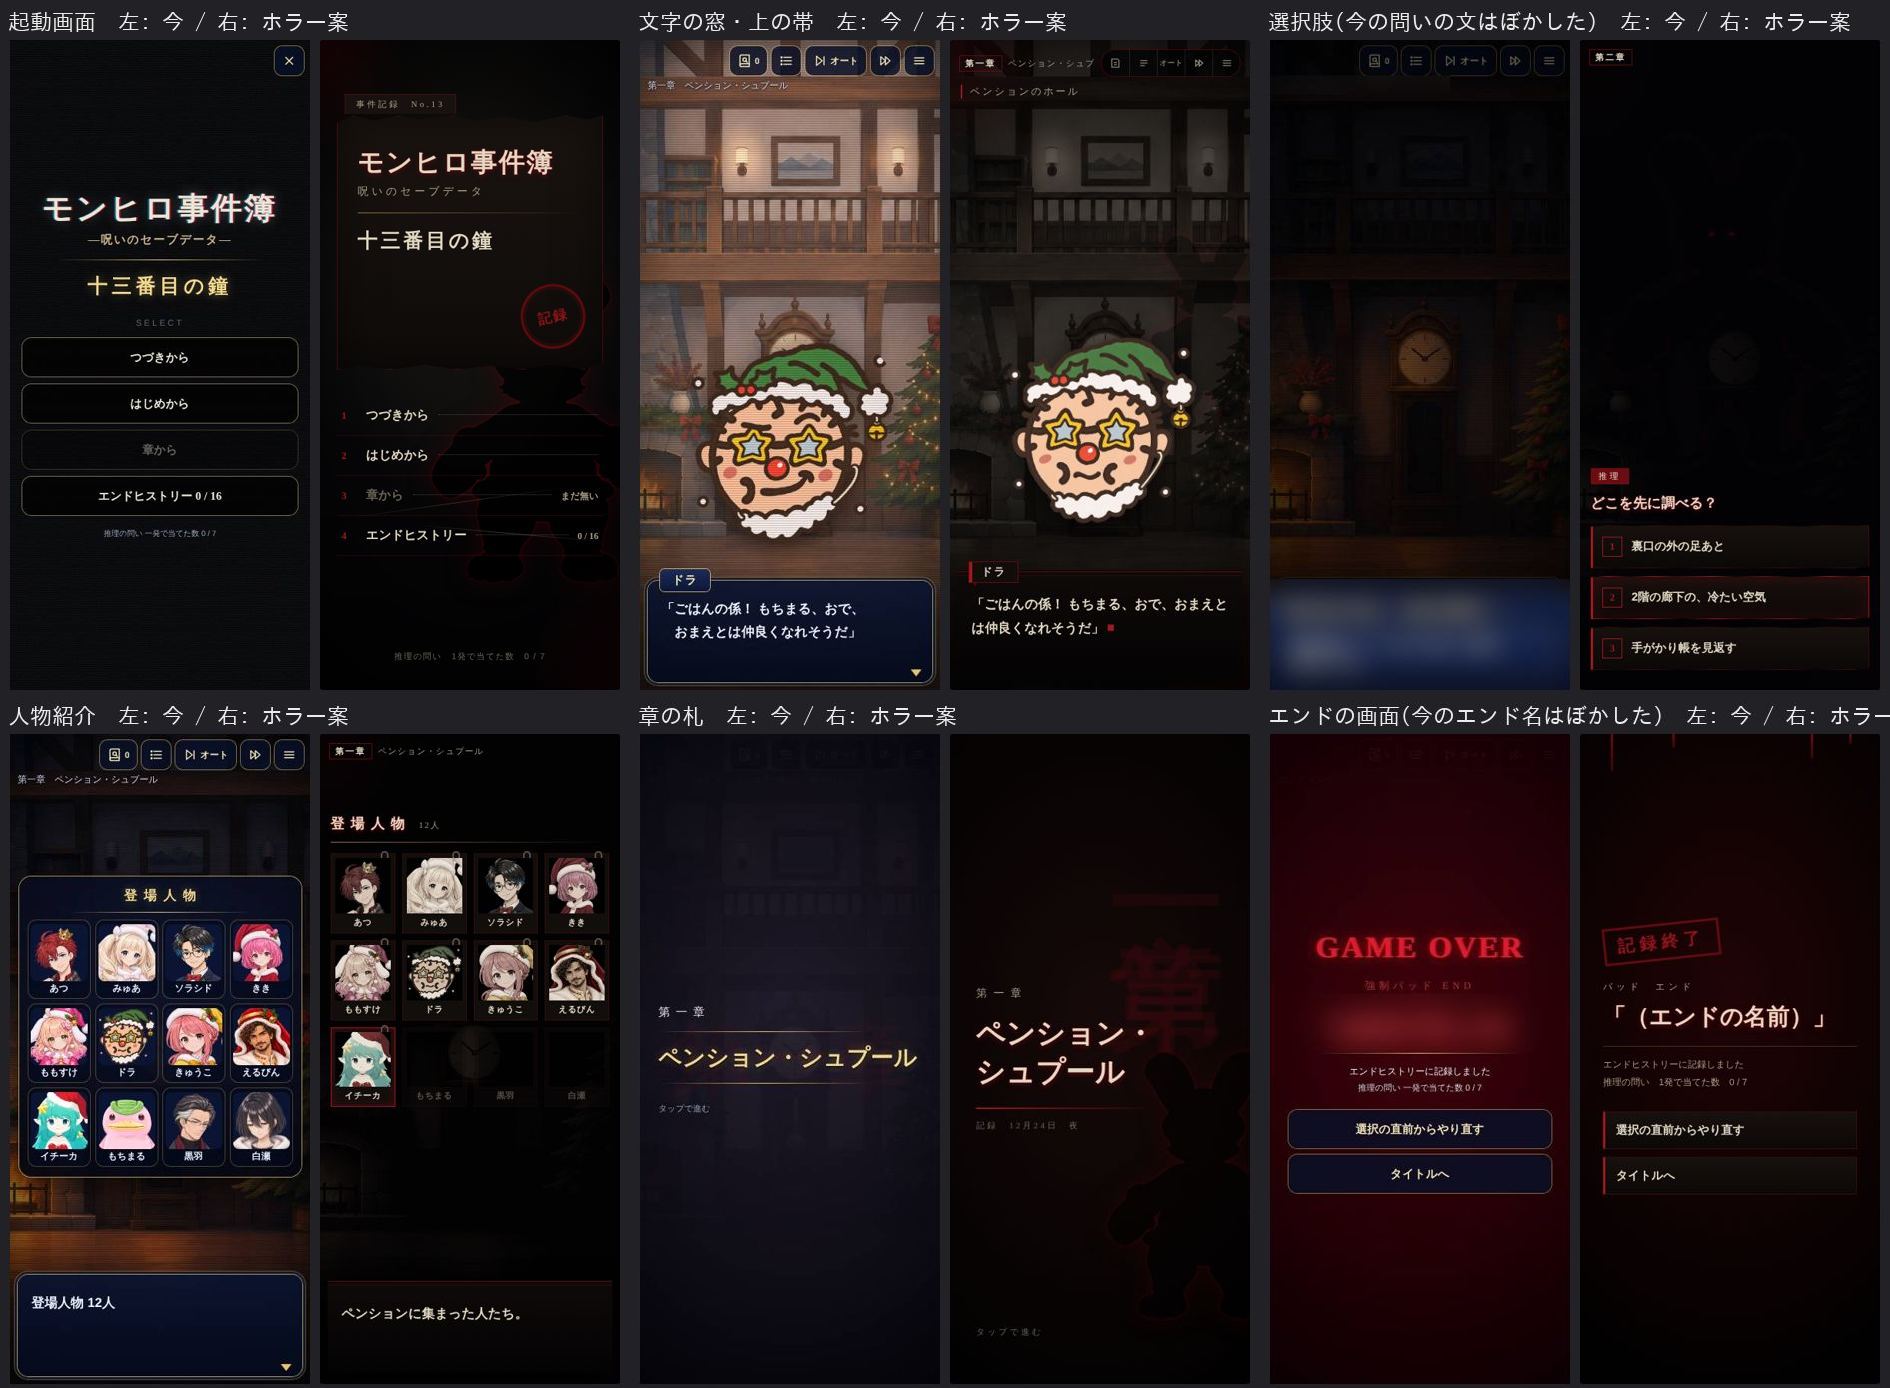 起動画面　左: 今 / 右: ホラー案
モンヒロ事件簿
―呪いのセーブデータ―
十三番目の鐘
SELECT
つづきから
はじめから
章から
エンドヒストリー 0 / 16
推理の問い 一発で当てた数 0 / 7
事件記録　No.13
モンヒロ事件簿
呪いのセーブデータ
十三番目の鐘
記録
1 つづきから
2 はじめから
3 章から まだ無い
4 エンドヒストリー 0 / 16
推理の問い　1発で当てた数　0 / 7
文字の窓・上の帯　左: 今 / 右: ホラー案
0 オート
第一章　ペンション・シュプール
ドラ
「ごはんの係！ もちまる、おで、
おまえとは仲良くなれそうだ」
第一章 ペンション・シュプ オート
ペンションのホール
ドラ
「ごはんの係！ もちまる、おで、おまえと
は仲良くなれそうだ」
選択肢(今の問いの文はぼかした)　左: 今 / 右: ホラー案
0 オート
第二章
推理
どこを先に調べる？
1 裏口の外の足あと
2 2階の廊下の、冷たい空気
3 手がかり帳を見返す
人物紹介　左: 今 / 右: ホラー案
0 オート
第一章　ペンション・シュプール
登場人物
あつ みゅあ ソラシド きき
ももすけ ドラ きゅうこ えるびん
イチーカ もちまる 黒羽 白瀬
登場人物 12人
第一章 ペンション・シュプール
登場人物 12人
あつ みゅあ ソラシド きき
ももすけ ドラ きゅうこ えるびん
イチーカ もちまる 黒羽 白瀬
ペンションに集まった人たち。
章の札　左: 今 / 右: ホラー案
第一章
ペンション・シュプール
タップで進む
第一章
第一章
ペンション・
シュプール
記録　12月24日　夜
タップで進む
エンドの画面(今のエンド名はぼかした)　左: 今 / 右: ホラー
GAME OVER
強制バッド END
エンドヒストリーに記録しました
推理の問い 一発で当てた数 0 / 7
選択の直前からやり直す
タイトルへ
記録終了
バッド　エンド
「（エンドの名前）」
エンドヒストリーに記録しました
推理の問い　1発で当てた数　0 / 7
選択の直前からやり直す
タイトルへ